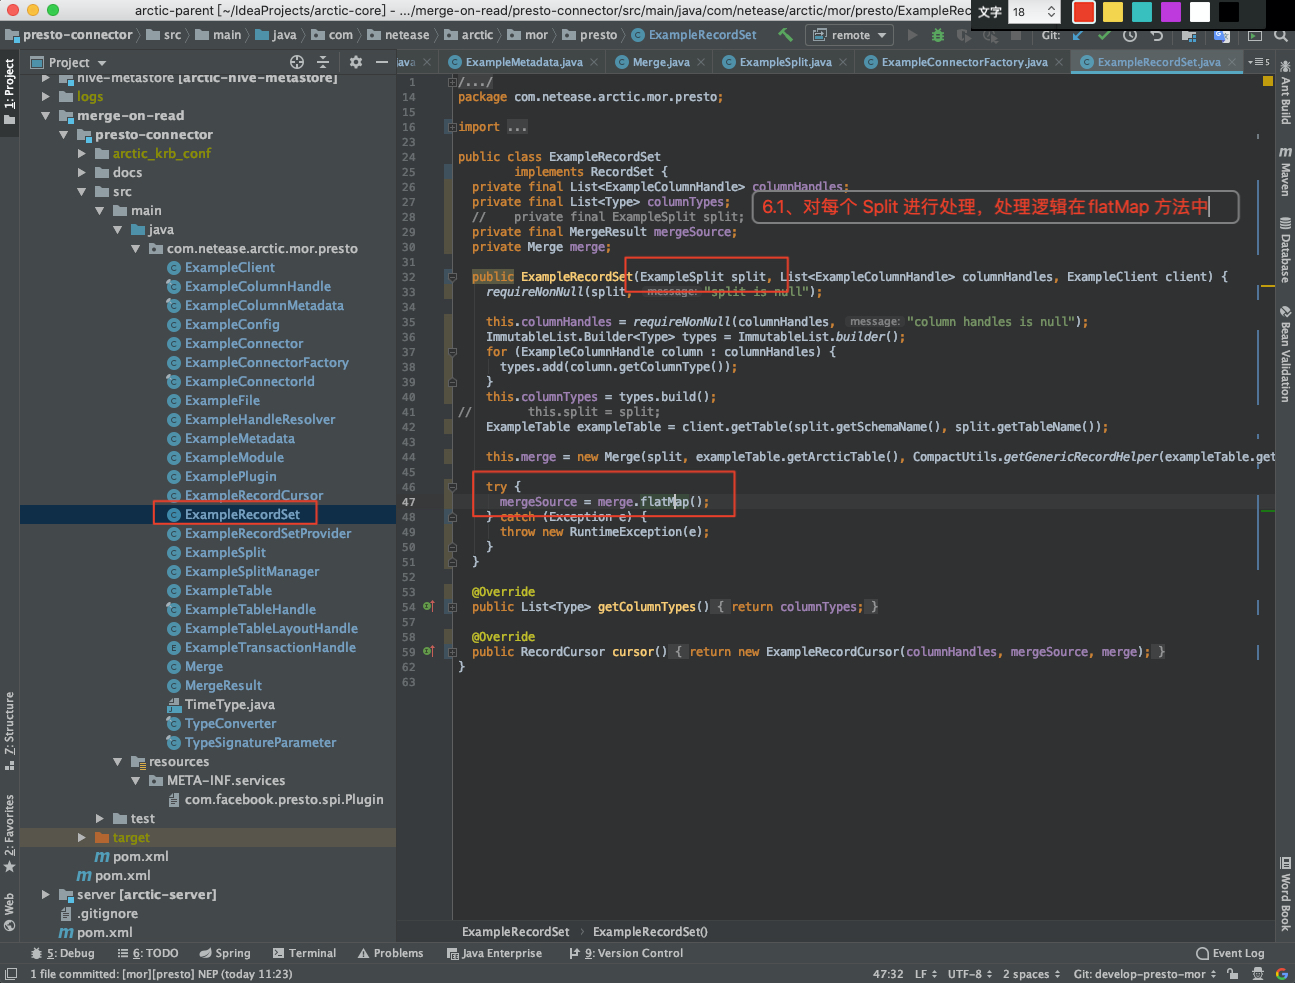 arctic-parent [~/IdeaProjects/arctic-core] - .../merge-on-read/presto-connector/src/main/java/com/netease/arctic/mor/presto/ExampleRec
文字 18
presto-connector src main java com netease arctic mor presto ExampleRecordSet remote Git:
Project
java ExampleMetadata.java Merge.java ExampleSplit.java ExampleConnectorFactory.java ExampleRecordSet.java 5
1: Project
Z: Structure
2: Favorites
Web
hive-metastore [arctic-hive-metastore]
logs
merge-on-read
presto-connector
arctic_krb_conf
docs
src
main
java
com.netease.arctic.mor.presto
ExampleClient
ExampleColumnHandle
ExampleColumnMetadata
ExampleConfig
ExampleConnector
ExampleConnectorFactory
ExampleConnectorId
ExampleFile
ExampleHandleResolver
ExampleMetadata
ExampleModule
ExamplePlugin
ExampleRecordCursor
ExampleRecordSet
ExampleRecordSetProvider
ExampleSplit
ExampleSplitManager
ExampleTable
ExampleTableHandle
ExampleTableLayoutHandle
ExampleTransactionHandle
Merge
MergeResult
TimeType.java
TypeConverter
TypeSignatureParameter
resources
META-INF.services
com.facebook.presto.spi.Plugin
test
target
pom.xml
pom.xml
server [arctic-server]
.gitignore
pom.xml
1 /.../
14 package com.netease.arctic.mor.presto;
15
16 import ...
23
24 public class ExampleRecordSet
25 implements RecordSet {
26 private final List<ExampleColumnHandle> columnHandles;
27 private final List<Type> columnTypes;
6.1、对每个 Split 进行处理，处理逻辑在 flatMap 方法中
28 // private final ExampleSplit split;
29 private final MergeResult mergeSource;
30 private Merge merge;
31
32 public ExampleRecordSet(ExampleSplit split, List<ExampleColumnHandle> columnHandles, ExampleClient client) {
33 requireNonNull(split, message: "split is null");
34
35 this.columnHandles = requireNonNull(columnHandles, message: "column handles is null");
36 ImmutableList.Builder<Type> types = ImmutableList.builder();
37 for (ExampleColumnHandle column : columnHandles) {
38 types.add(column.getColumnType());
39 }
40 this.columnTypes = types.build();
41 // this.split = split;
42 ExampleTable exampleTable = client.getTable(split.getSchemaName(), split.getTableName());
43
44 this.merge = new Merge(split, exampleTable.getArcticTable(), CompactUtils.getGenericRecordHelper(exampleTable.get
45
46 try {
47 mergeSource = merge.flatMap();
48 } catch (Exception e) {
49 throw new RuntimeException(e);
50 }
51 }
52
53 @Override
54 public List<Type> getColumnTypes() { return columnTypes; }
57
58 @Override
59 public RecordCursor cursor() { return new ExampleRecordCursor(columnHandles, mergeSource, merge); }
62 }
63
Ant Build
Maven
Database
Bean Validation
Word Book
ExampleRecordSet ExampleRecordSet()
5: Debug 6: TODO Spring Terminal Problems Java Enterprise 9: Version Control Event Log
1 file committed: [mor][presto] NEP (today 11:23) 47:32 LF UTF-8 2 spaces Git: develop-presto-mor